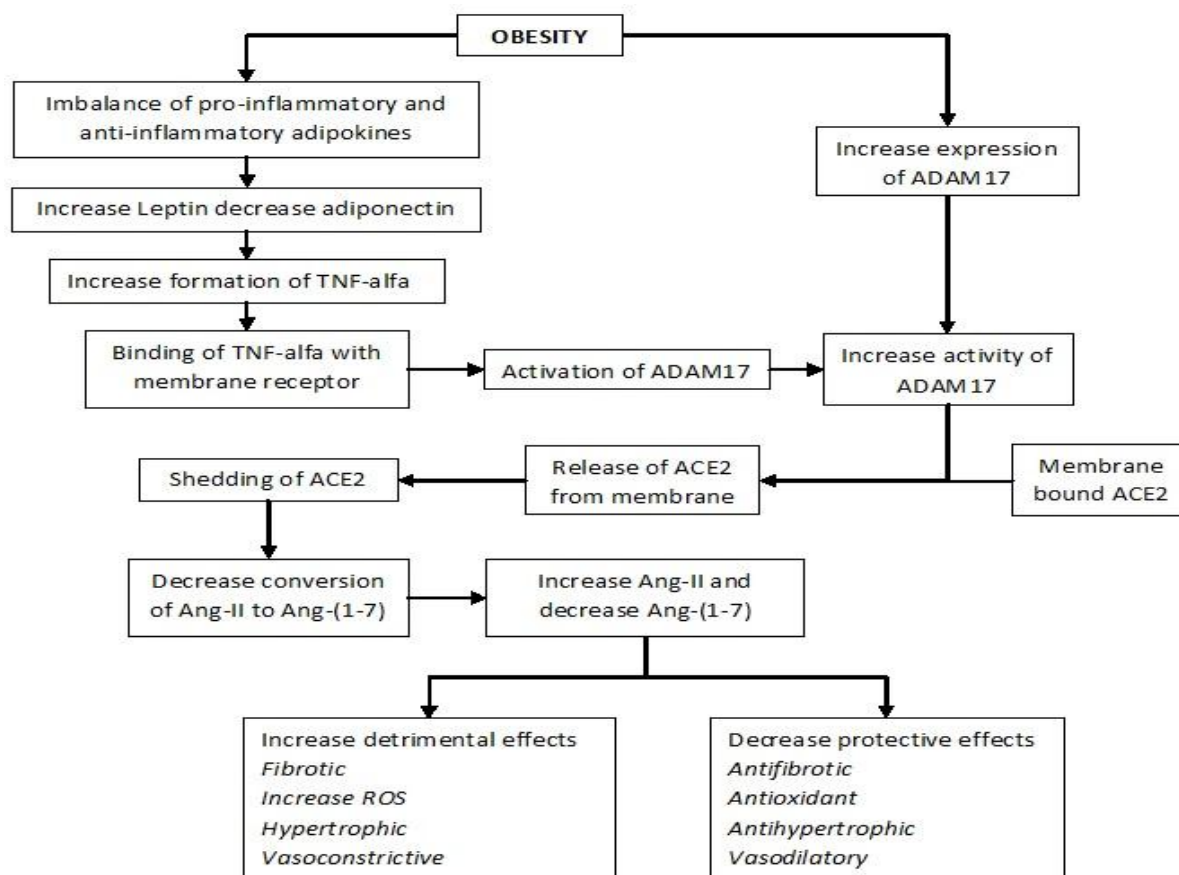 OBESITY
Imbalance of pro-inflammatory and
anti-inflammatory adipokines
Increase expression
of ADAM17
Increase Leptin decrease adiponectin
Increase formation of TNF-alfa
Binding of TNF-alfa with
membrane receptor
Activation of ADAM17
Increase activity of
ADAM17
Shedding of ACE2
Release of ACE2
from membrane
Membrane
bound ACE2
Decrease conversion
of Ang-II to Ang-(1-7)
Increase Ang-II and
decrease Ang-(1-7)
Increase detrimental effects
Fibrotic
Increase ROS
Hypertrophic
Vasoconstrictive
Decrease protective effects
Antifibrotic
Antioxidant
Antihypertrophic
Vasodilatory